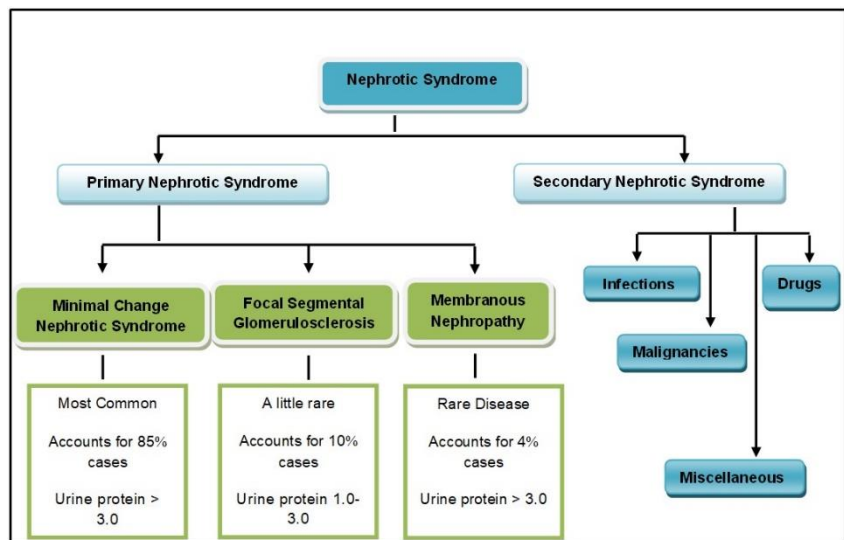 Nephrotic Syndrome
Primary Nephrotic Syndrome
Secondary Nephrotic Syndrome
Minimal Change
Nephrotic Syndrome
Focal Segmental
Glomerulosclerosis
Membranous
Nephropathy
Infections
Drugs
Malignancies
Miscellaneous
Most Common
Accounts for 85%
cases
Urine protein >
3.0
A little rare
Accounts for 10%
cases
Urine protein 1.0-
3.0
Rare Disease
Accounts for 4%
cases
Urine protein > 3.0